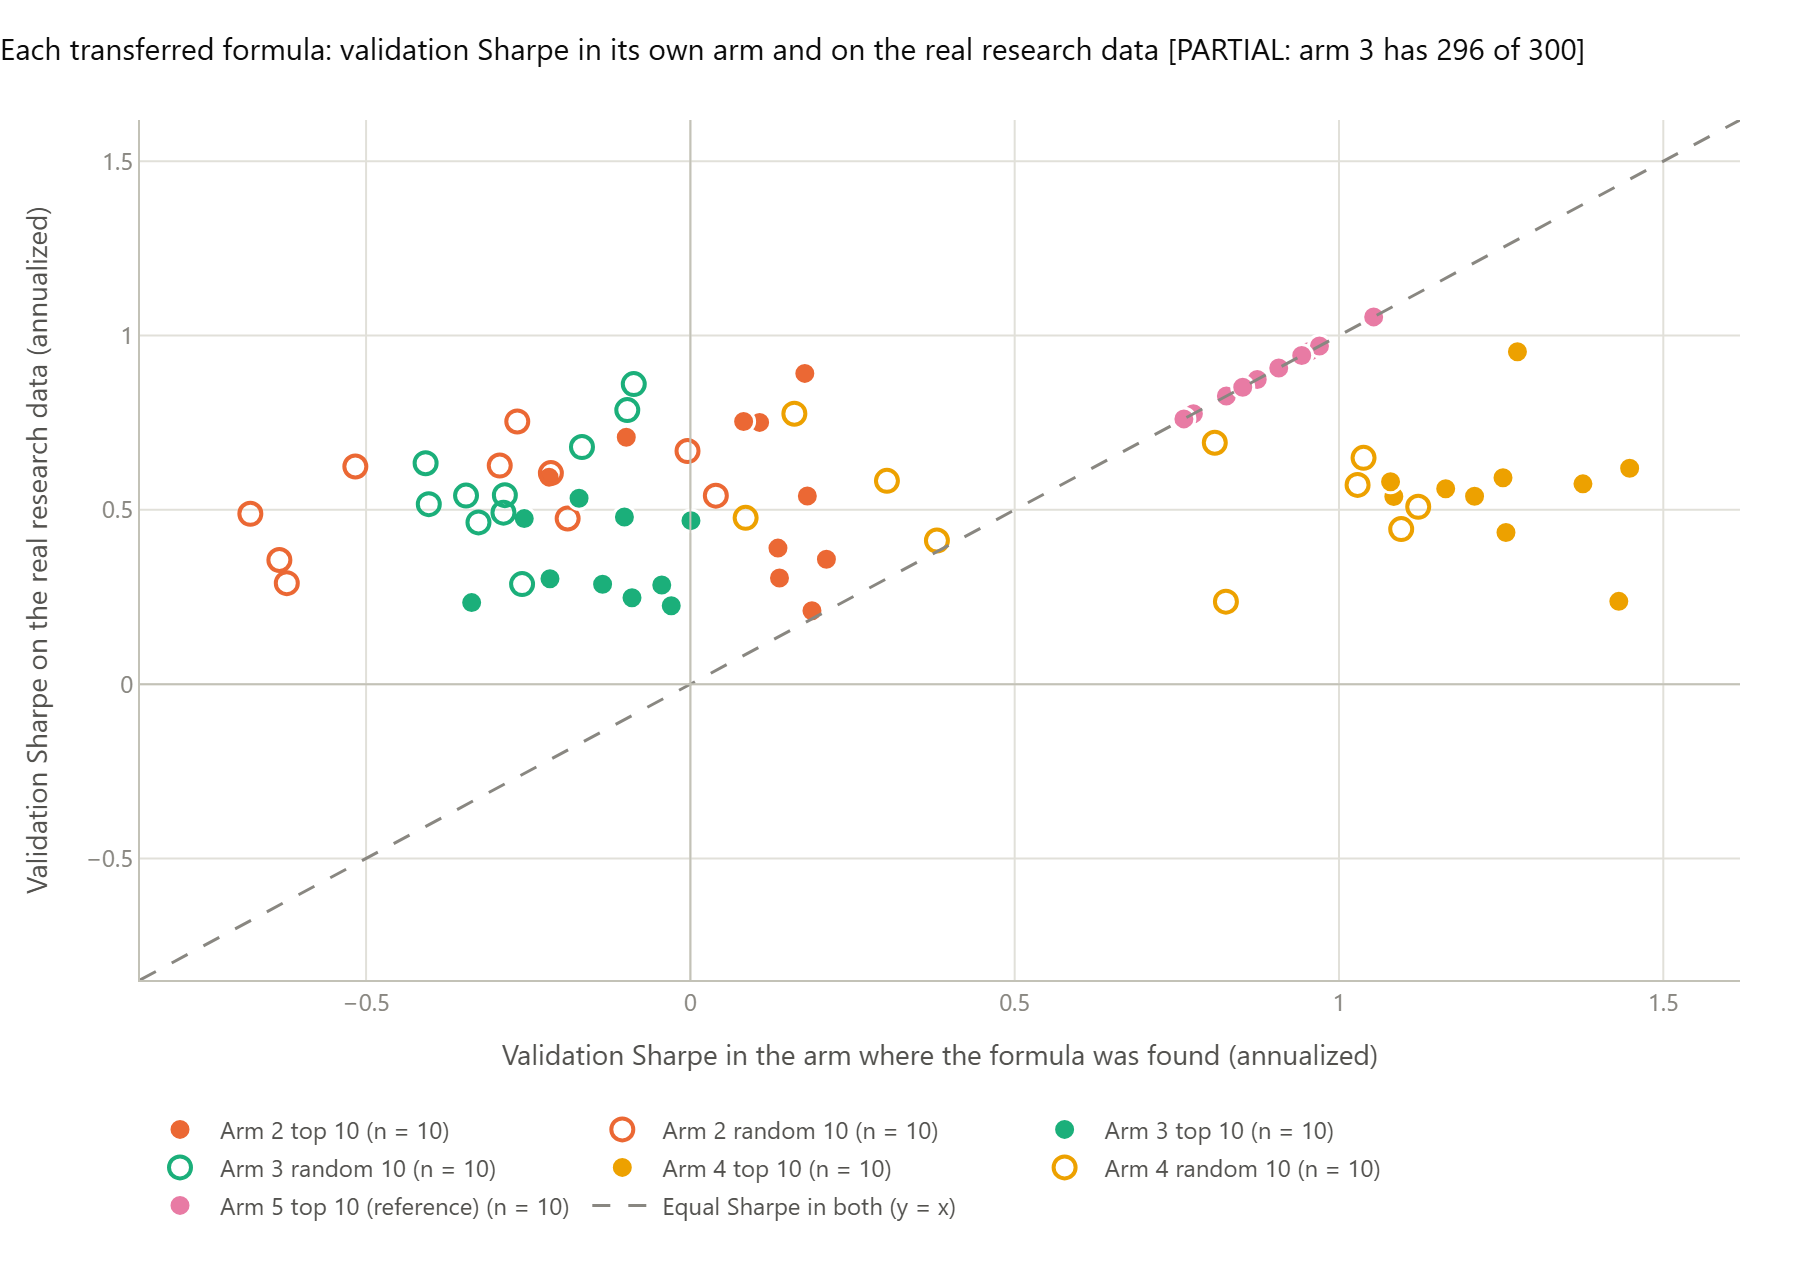 Each transferred formula: validation Sharpe in its own arm and on the real research data [PARTIAL: arm 3 has 296 of 300]
Validation Sharpe on the real research data (annualized)
1.5
1
0.5
0
−0.5
−0.5
0
0.5
1
1.5
Validation Sharpe in the arm where the formula was found (annualized)
Arm 2 top 10 (n = 10)
Arm 2 random 10 (n = 10)
Arm 3 top 10 (n = 10)
Arm 3 random 10 (n = 10)
Arm 4 top 10 (n = 10)
Arm 4 random 10 (n = 10)
Arm 5 top 10 (reference) (n = 10)
Equal Sharpe in both (y = x)